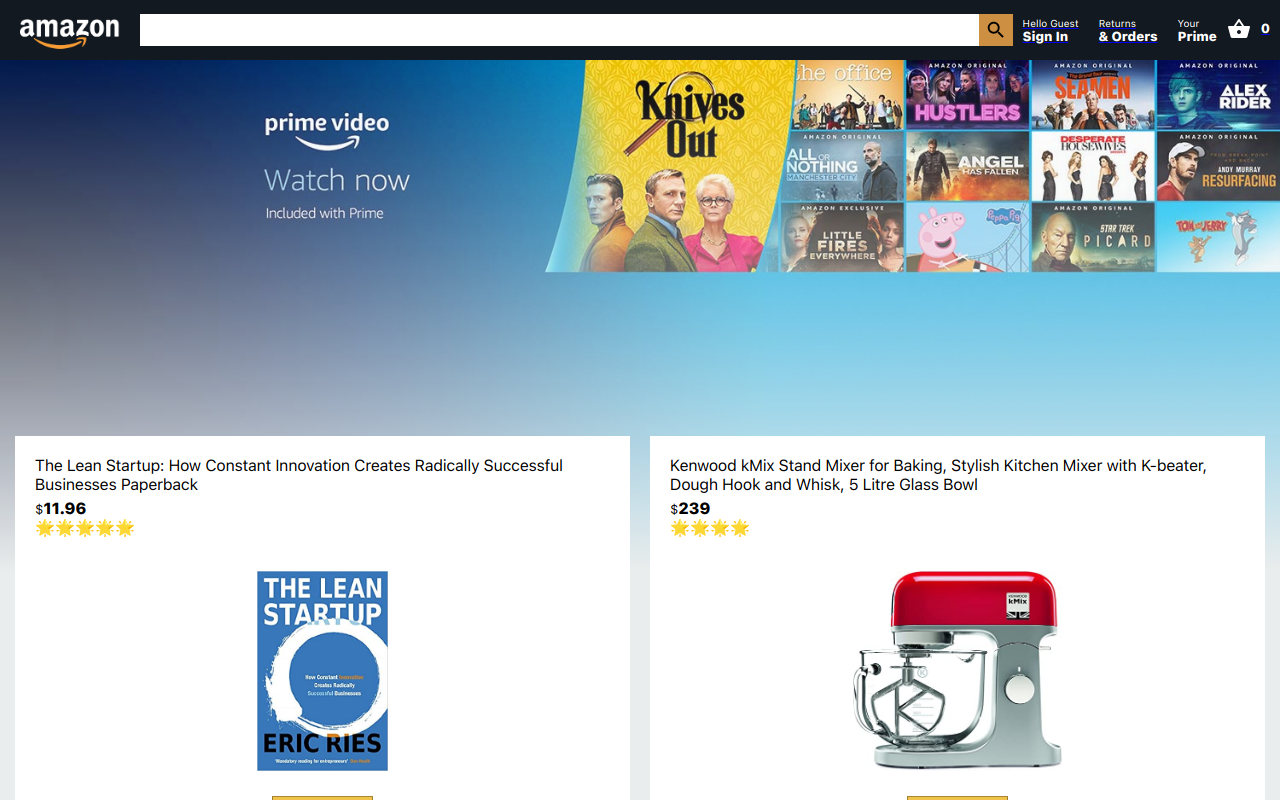 amazon
Hello Guest
Sign In
Returns
& Orders
Your
Prime
0
prime video
Watch now
Included with Prime
Knives
Out
the office
AMAZON ORIGINAL
HUSTLERS
AMAZON ORIGINAL
SEAMEN
AMAZON ORIGINAL
ALEX
RIDER
AMAZON ORIGINAL
ALL OR
NOTHING
MANCHESTER CITY
ANGEL
HAS FALLEN
DESPERATE
HOUSEWIVES
AMAZON ORIGINAL
ANDY MURRAY
RESURFACING
AMAZON EXCLUSIVE
LITTLE
FIRES
EVERYWHERE
Peppa Pig
AMAZON ORIGINAL
STAR TREK
PICARD
TOM and JERRY
The Lean Startup: How Constant Innovation Creates Radically Successful
Businesses Paperback
$11.96
THE LEAN
STARTUP
How Constant Innovation
Creates Radically
Successful Businesses
ERIC RIES
'Mandatory reading for entrepreneurs'
Kenwood kMix Stand Mixer for Baking, Stylish Kitchen Mixer with K-beater,
Dough Hook and Whisk, 5 Litre Glass Bowl
$239
KENWOOD
kMix